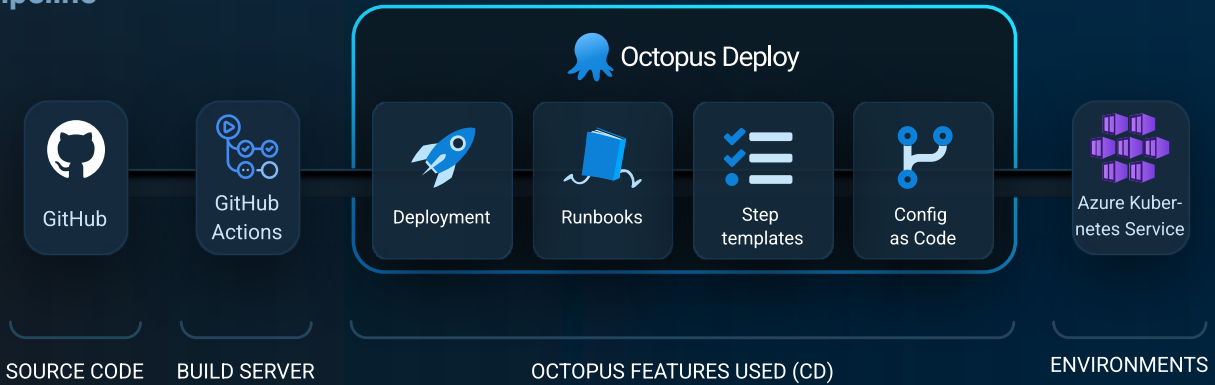 Octopus Deploy
GitHub
GitHub
Actions
Deployment
Runbooks
Step
templates
Config
as Code
Azure Kuber-
netes Service
SOURCE CODE
BUILD SERVER
OCTOPUS FEATURES USED (CD)
ENVIRONMENTS